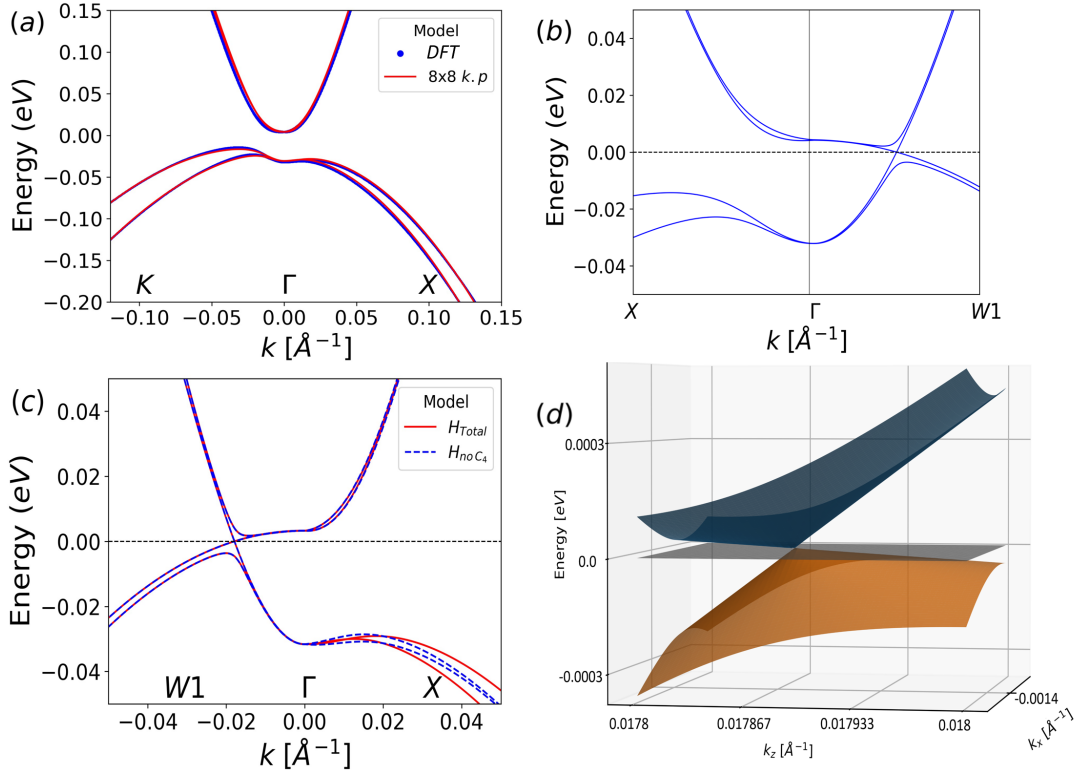 (a)
0.15
0.10
0.05
0.00
−0.05
−0.10
−0.15
−0.20
Energy (eV)
Model
DFT
8x8 k.p
K Γ X
−0.10 −0.05 0.00 0.05 0.10 0.15
k [Å⁻¹]
(b)
0.04
0.02
0.00
−0.02
−0.04
Energy (eV)
X Γ W1
k [Å⁻¹]
(c)
0.04
0.02
0.00
−0.02
−0.04
Energy (eV)
Model
H_Total
H_no C₄
W1 Γ X
−0.04 −0.02 0.00 0.02 0.04
k [Å⁻¹]
(d)
0.0003
0.0
-0.0003
Energy [eV]
0.0178 0.017867 0.017933 0.018
k_z [Å⁻¹]
-0.0014
k_x [Å⁻¹]